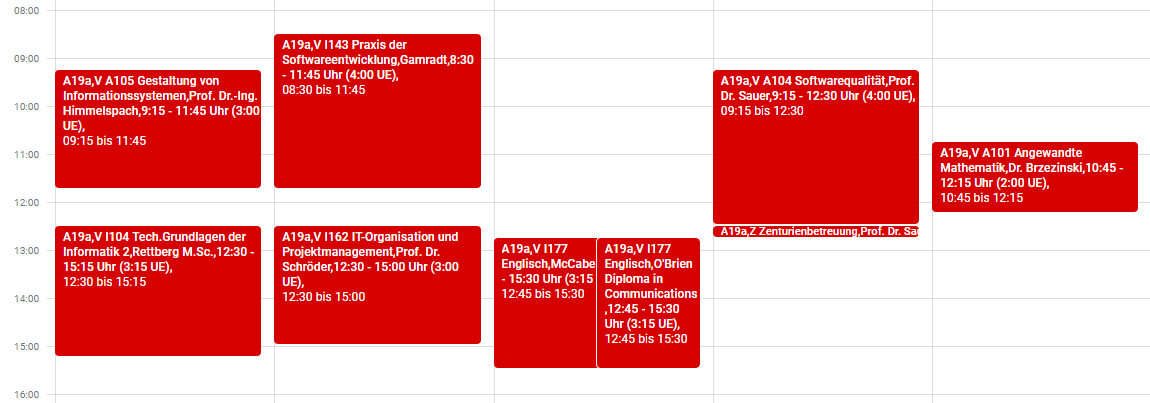 08:00
09:00
10:00
11:00
12:00
13:00
14:00
15:00
16:00
A19a,V A105 Gestaltung von
Informationssystemen,Prof. Dr.-Ing.
Himmelspach,9:15 - 11:45 Uhr (3:00
UE),
09:15 bis 11:45
A19a,V I104 Tech.Grundlagen der
Informatik 2,Rettberg M.Sc.,12:30 -
15:15 Uhr (3:15 UE),
12:30 bis 15:15
A19a,V I143 Praxis der
Softwareentwicklung,Gamradt,8:30
- 11:45 Uhr (4:00 UE),
08:30 bis 11:45
A19a,V I162 IT-Organisation und
Projektmanagement,Prof. Dr.
Schröder,12:30 - 15:00 Uhr (3:00
UE),
12:30 bis 15:00
A19a,V I177
Englisch,McCabe
- 15:30 Uhr (3:15
12:45 bis 15:30
A19a,V I177
Englisch,O'Brien
Diploma in
Communications
,12:45 - 15:30
Uhr (3:15 UE),
12:45 bis 15:30
A19a,V A104 Softwarequalität,Prof.
Dr. Sauer,9:15 - 12:30 Uhr (4:00 UE),
09:15 bis 12:30
A19a,Z Zenturienbetreuung,Prof. Dr.
A19a,V A101 Angewandte
Mathematik,Dr. Brzezinski,10:45 -
12:15 Uhr (2:00 UE),
10:45 bis 12:15